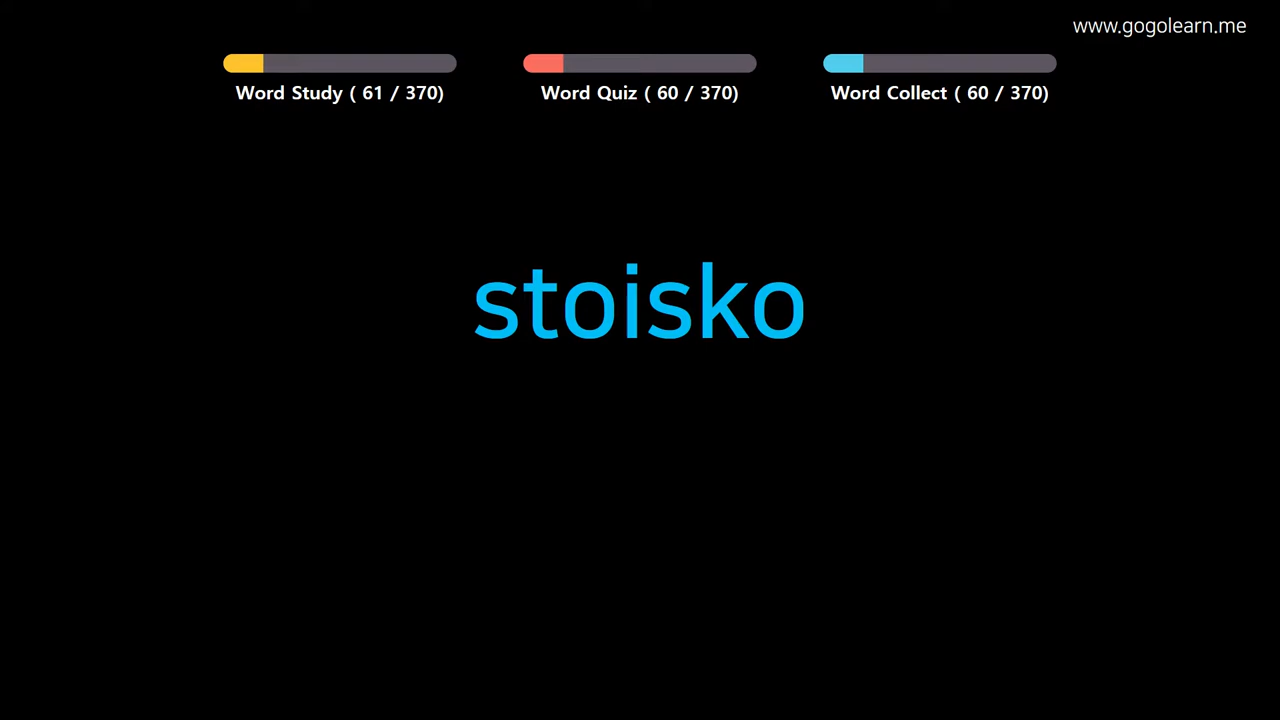 www.gogolearn.me
Word Study ( 61 / 370)
Word Quiz ( 60 / 370)
Word Collect ( 60 / 370)
stoisko